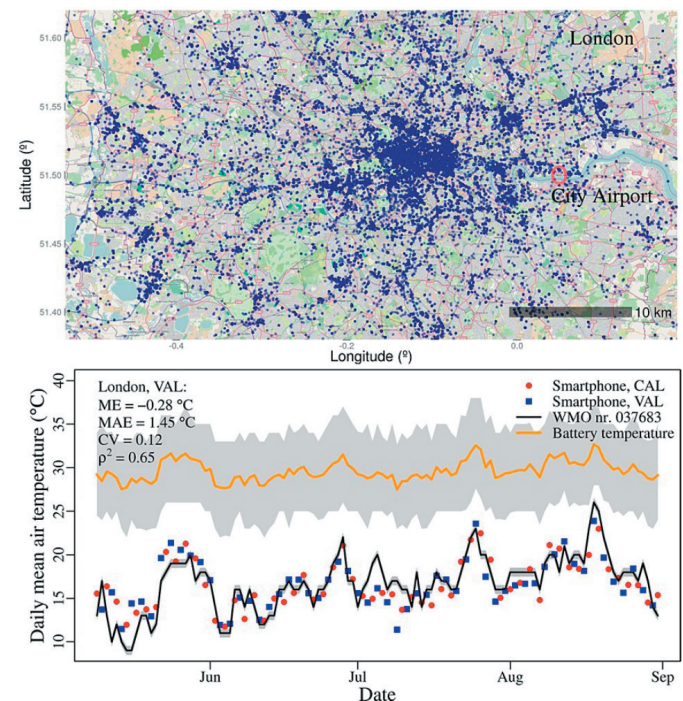 London
City Airport
10 km
51.60
51.55
51.50
51.45
51.40
Latitude (º)
-0.4
-0.2
0.0
Longitude (º)
London, VAL:
ME = −0.28 °C
MAE = 1.45 °C
CV = 0.12
ρ² = 0.65
Smartphone, CAL
Smartphone, VAL
WMO nr. 037683
Battery temperature
40
35
30
25
20
15
10
Daily mean air temperature (°C)
Jun
Jul
Aug
Sep
Date